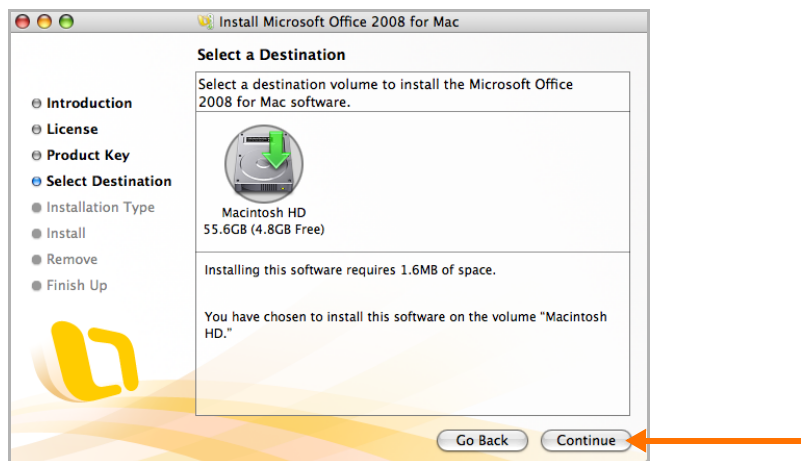 Install Microsoft Office 2008 for Mac
Select a Destination
Introduction
License
Product Key
Select Destination
Installation Type
Install
Remove
Finish Up
Select a destination volume to install the Microsoft Office
2008 for Mac software.
Macintosh HD
55.6GB (4.8GB Free)
Installing this software requires 1.6MB of space.
You have chosen to install this software on the volume "Macintosh
HD."
Go Back
Continue